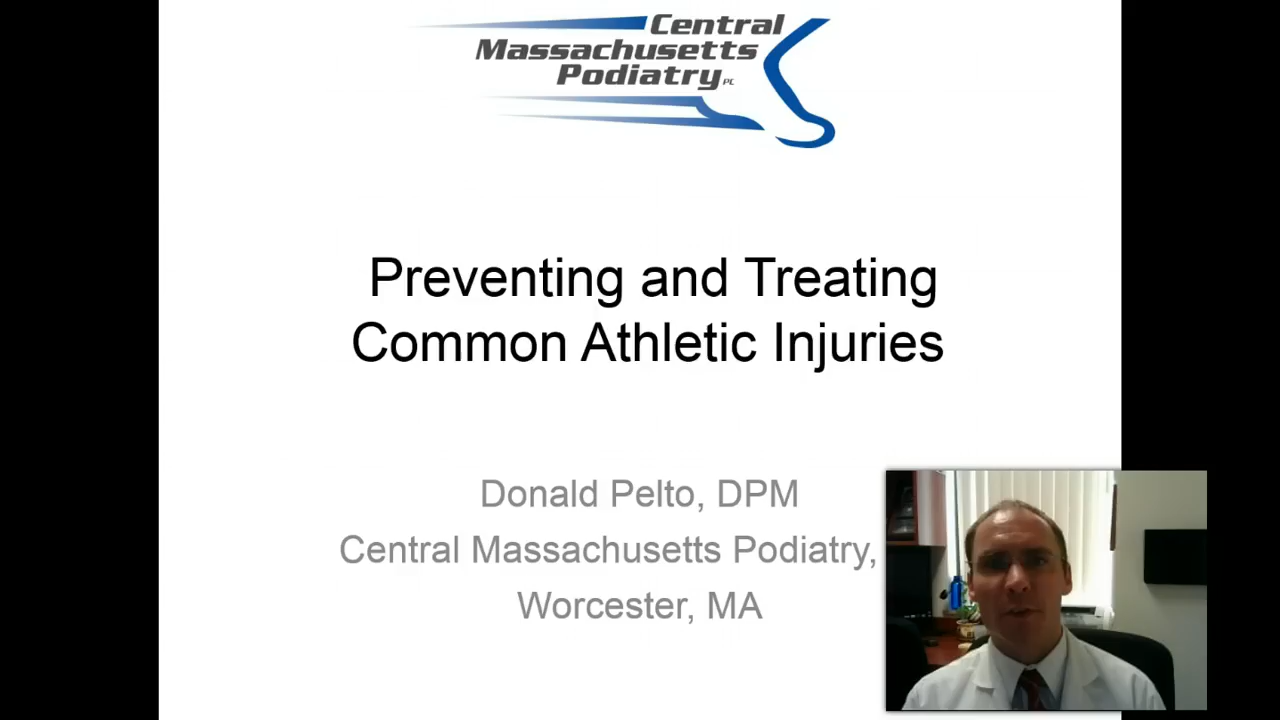 Central
Massachusetts
Podiatry PC
Preventing and Treating
Common Athletic Injuries
Donald Pelto, DPM
Central Massachusetts Podiatry,
Worcester, MA